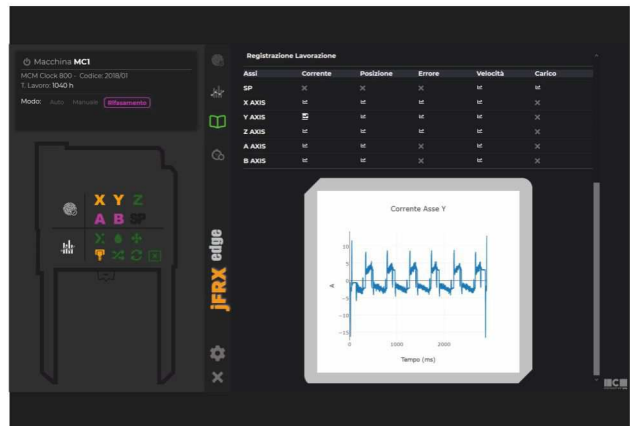 Macchina MC1
MCM Clock 800 - Codice: 2018/01
T. Lavoro: 1040 h
Modo: Auto Manuale Rifasamento
X Y Z
A B SP
jFRX edge
Registrazione Lavorazione
Assi Corrente Posizione Errore Velocità Carico
SP
X AXIS
Y AXIS
Z AXIS
A AXIS
B AXIS
Corrente Asse Y
10
5
0
−5
−10
−15
A
0 1000 2000
Tempo (ms)
MCM